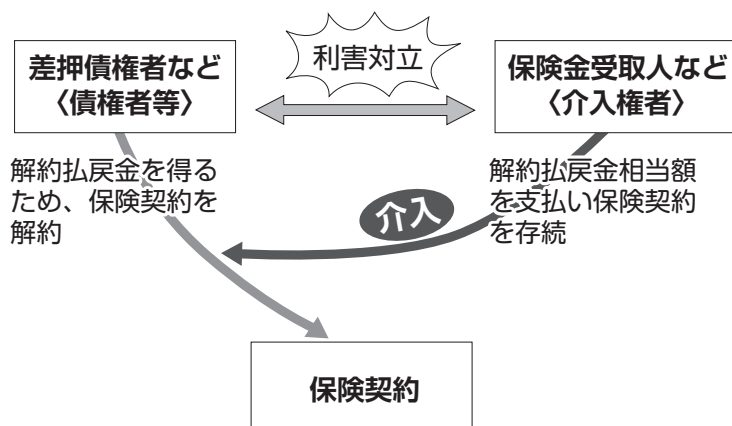 差押債権者など
〈債権者等〉
利害対立
保険金受取人など
〈介入権者〉
解約払戻金を得る
ため、保険契約を
解約
介入
解約払戻金相当額
を支払い保険契約
を存続
保険契約